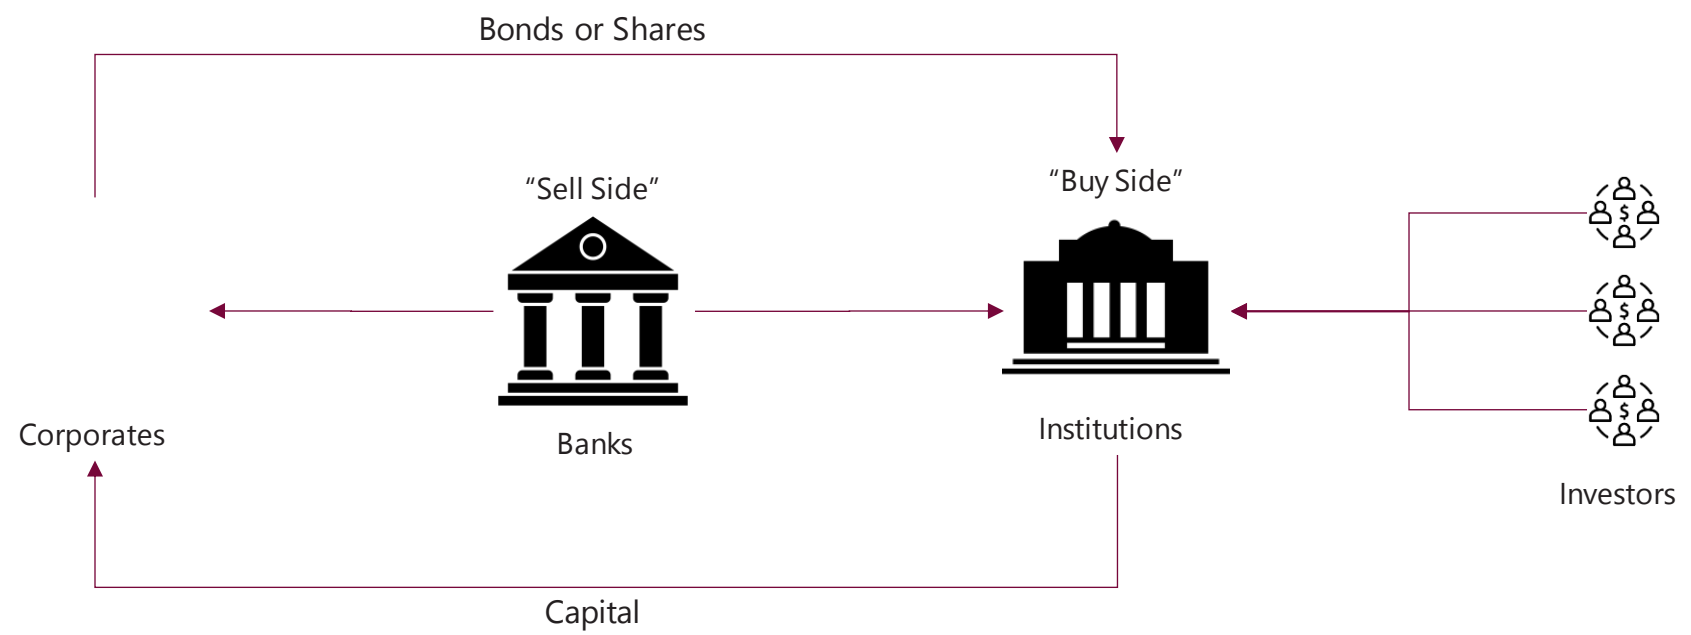 Bonds or Shares
“Sell Side”
“Buy Side”
$
$
$
Corporates
Banks
Institutions
Investors
Capital